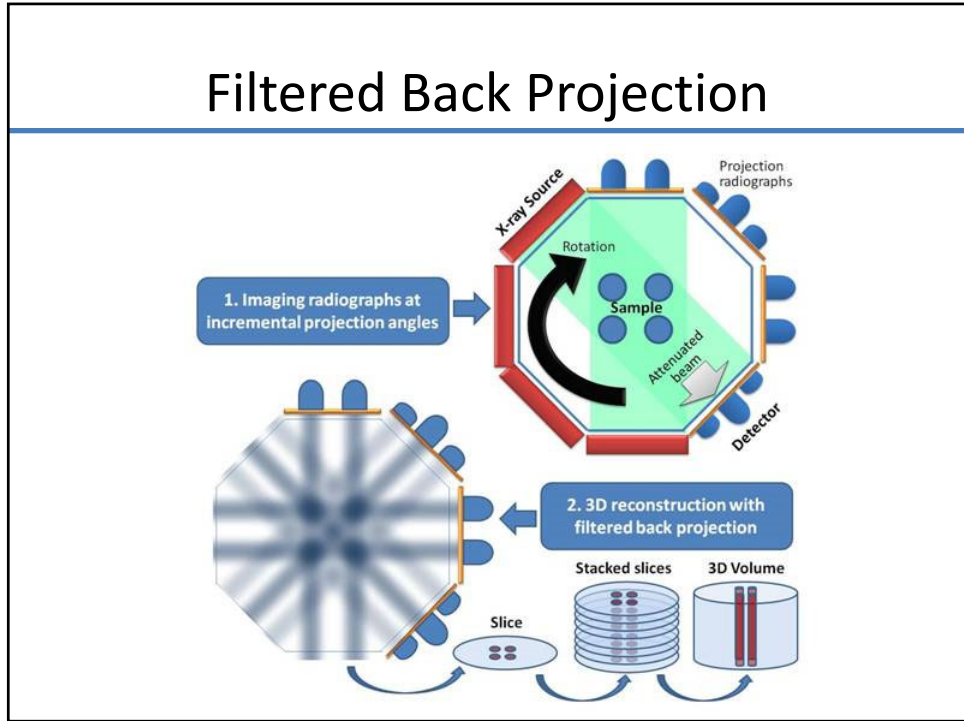 Filtered Back Projection
X-ray Source
Projection
radiographs
Rotation
1. Imaging radiographs at
incremental projection angles
Sample
Attenuated
beam
Detector
2. 3D reconstruction with
filtered back projection
Stacked slices
3D Volume
Slice